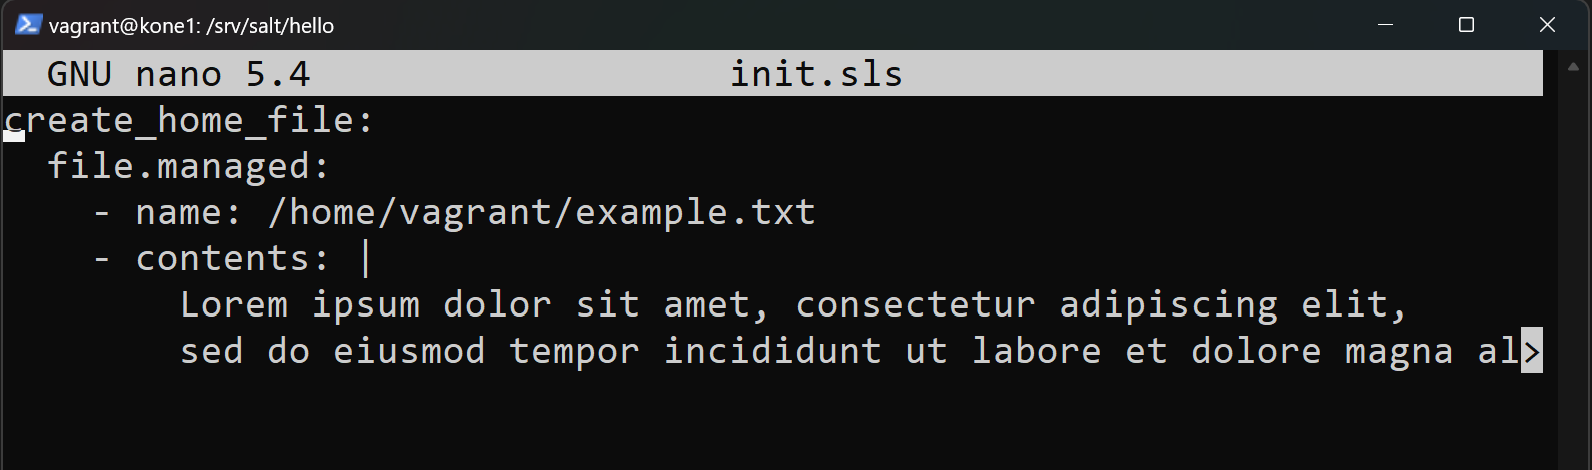 vagrant@kone1: /srv/salt/hello
GNU nano 5.4 init.sls
create_home_file:
  file.managed:
    - name: /home/vagrant/example.txt
    - contents: |
        Lorem ipsum dolor sit amet, consectetur adipiscing elit,
        sed do eiusmod tempor incididunt ut labore et dolore magna al>